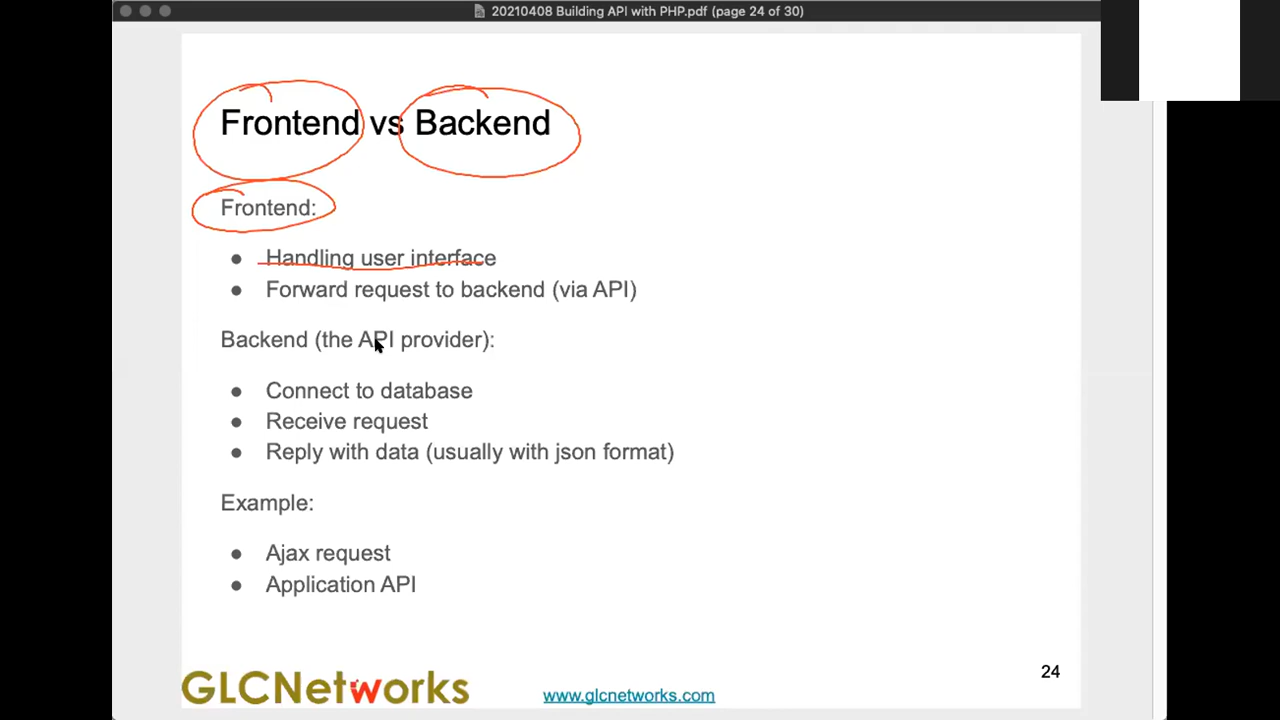 20210408 Building API with PHP.pdf (page 24 of 30)
Frontend vs Backend
Frontend:
● Handling user interface
● Forward request to backend (via API)
Backend (the API provider):
● Connect to database
● Receive request
● Reply with data (usually with json format)
Example:
● Ajax request
● Application API
24
GLCNetworks
www.glcnetworks.com